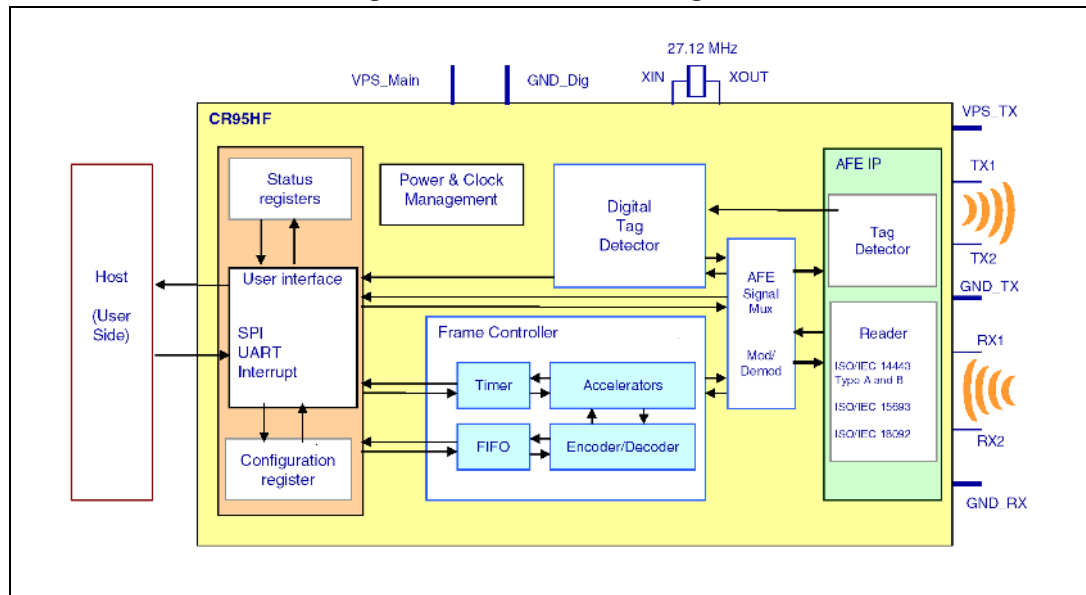 27.12 MHz
VPS_Main
GND_Dig
XIN
XOUT
CR95HF
VPS_TX
Status
registers
Power & Clock
Management
Digital
Tag
Detector
AFE IP
TX1
Tag
Detector
TX2
Host
(User
Side)
User interface
SPI
UART
Interrupt
AFE
Signal
Mux
Mod/
Demod
GND_TX
Frame Controller
Timer
Accelerators
FIFO
Encoder/Decoder
Reader
ISO/IEC 14443
Type A and B
ISO/IEC 15693
ISO/IEC 18092
RX1
RX2
Configuration
register
GND_RX